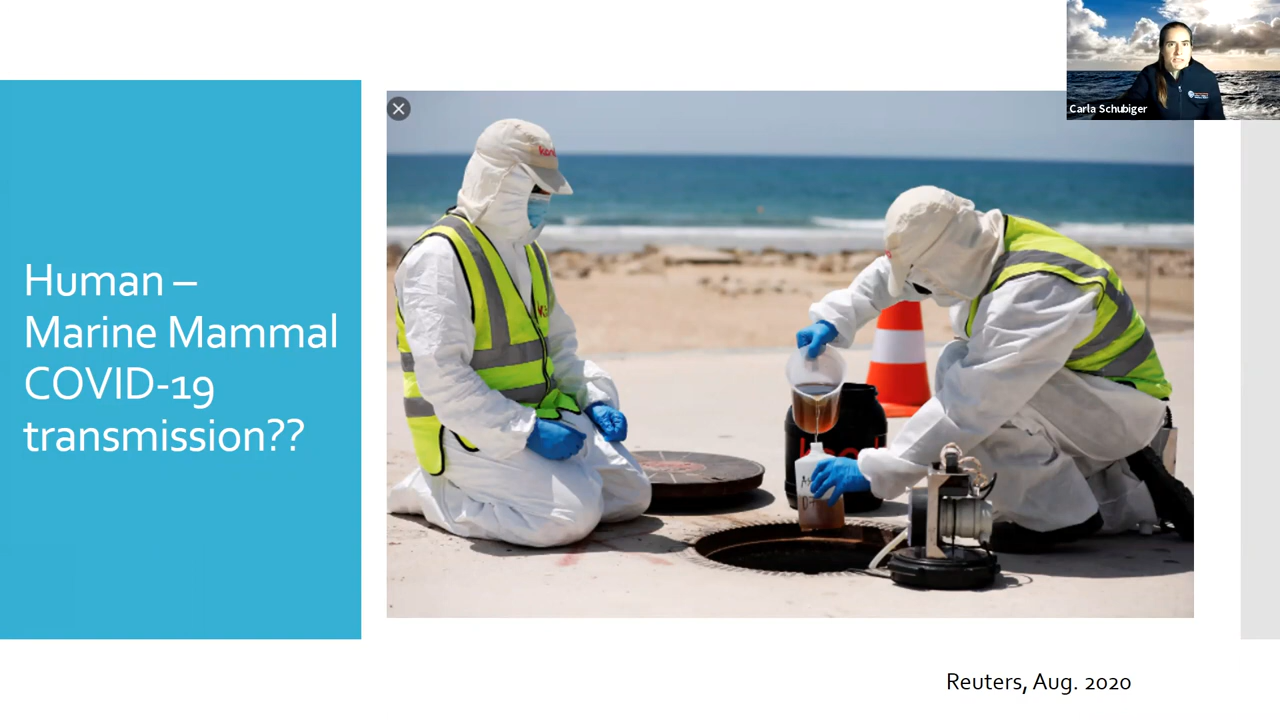 Carla Schubiger
Human –
Marine Mammal
COVID-19
transmission??
Reuters, Aug. 2020